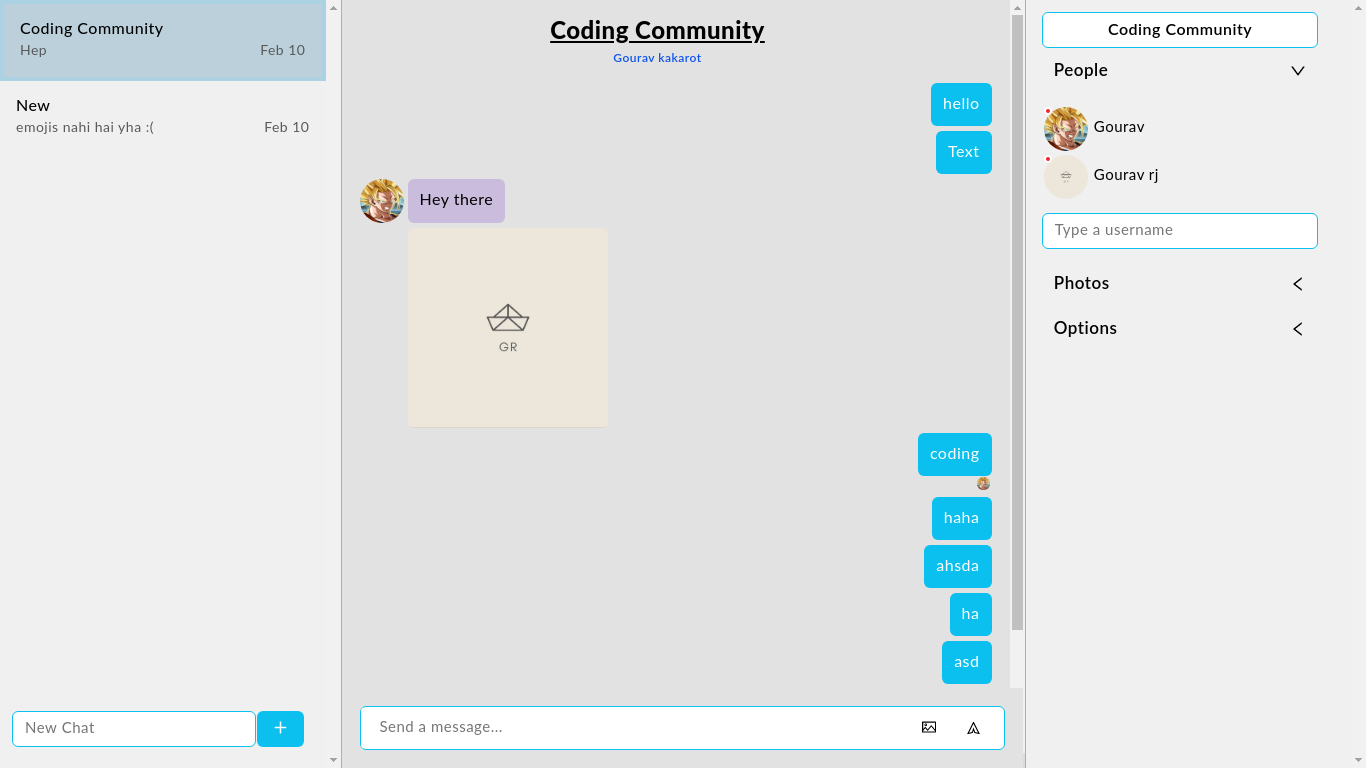 Coding Community
Hep Feb 10
New
emojis nahi hai yha :( Feb 10
New Chat +
Coding Community
Gourav kakarot
hello
Text
Hey there
GR
coding
haha
ahsda
ha
asd
Send a message...
Coding Community
People
Gourav
Gourav rj
Type a username
Photos
Options